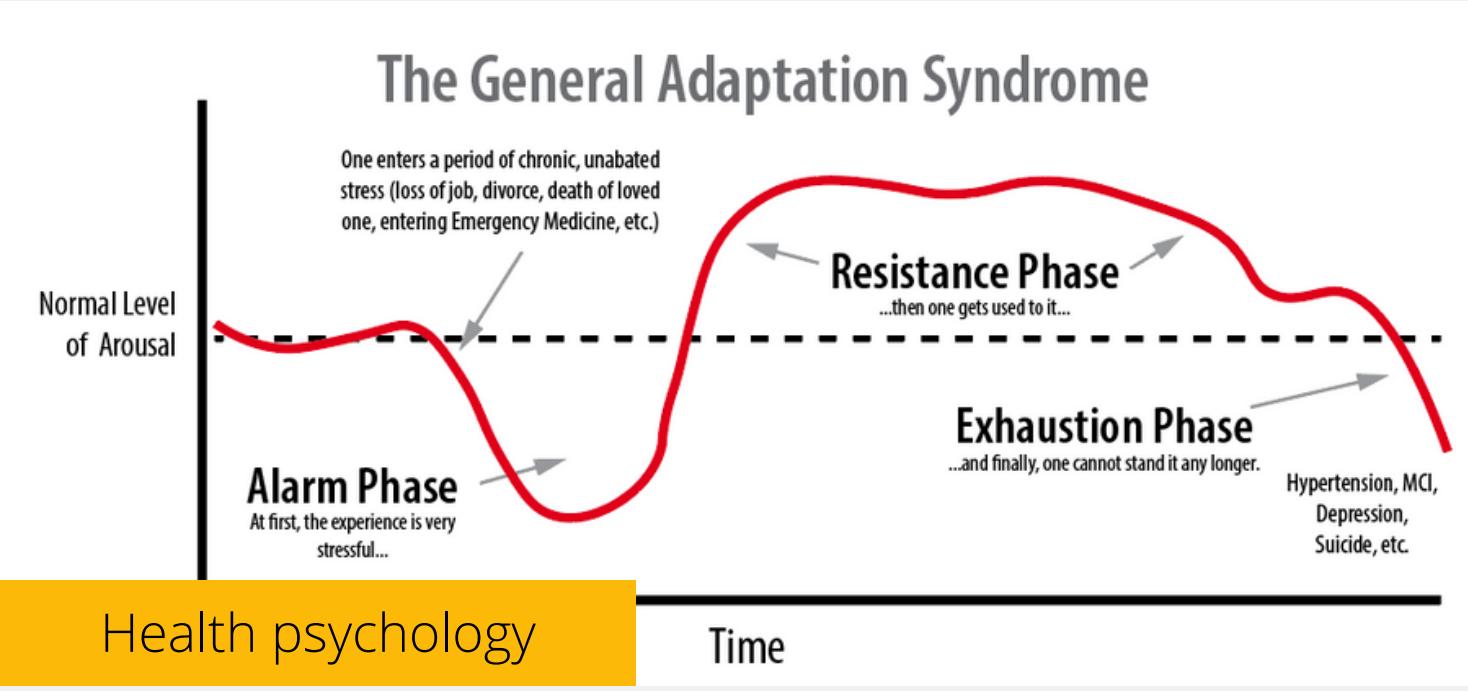 The General Adaptation Syndrome
One enters a period of chronic, unabated
stress (loss of job, divorce, death of loved
one, entering Emergency Medicine, etc.)
Resistance Phase
...then one gets used to it...
Normal Level
of Arousal
Exhaustion Phase
...and finally, one cannot stand it any longer.
Alarm Phase
At first, the experience is very
stressful...
Hypertension, MCI,
Depression,
Suicide, etc.
Health psychology
Time